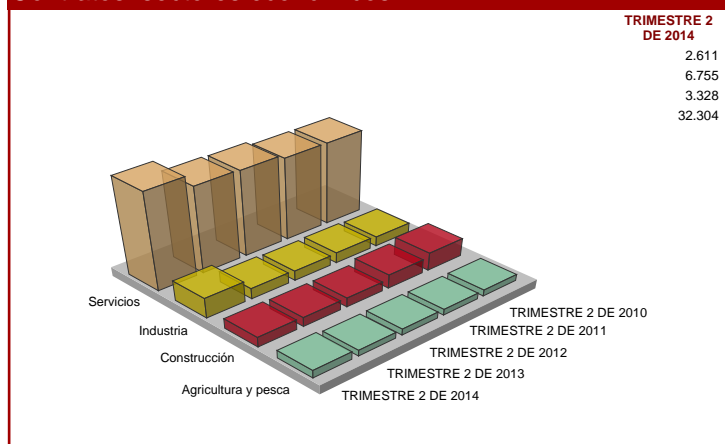 TRIMESTRE 2
DE 2014
2.611
6.755
3.328
32.304
Servicios
Industria
Construcción
Agricultura y pesca
TRIMESTRE 2 DE 2010
TRIMESTRE 2 DE 2011
TRIMESTRE 2 DE 2012
TRIMESTRE 2 DE 2013
TRIMESTRE 2 DE 2014